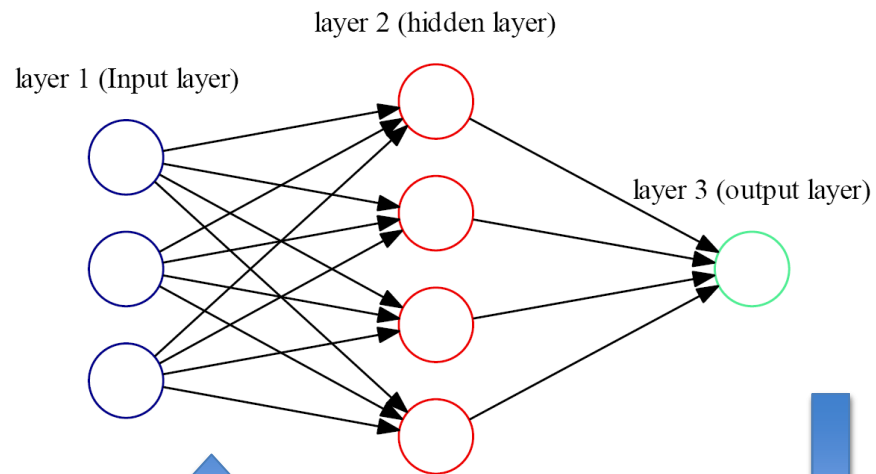 layer 2 (hidden layer)
layer 1 (Input layer)
layer 3 (output layer)